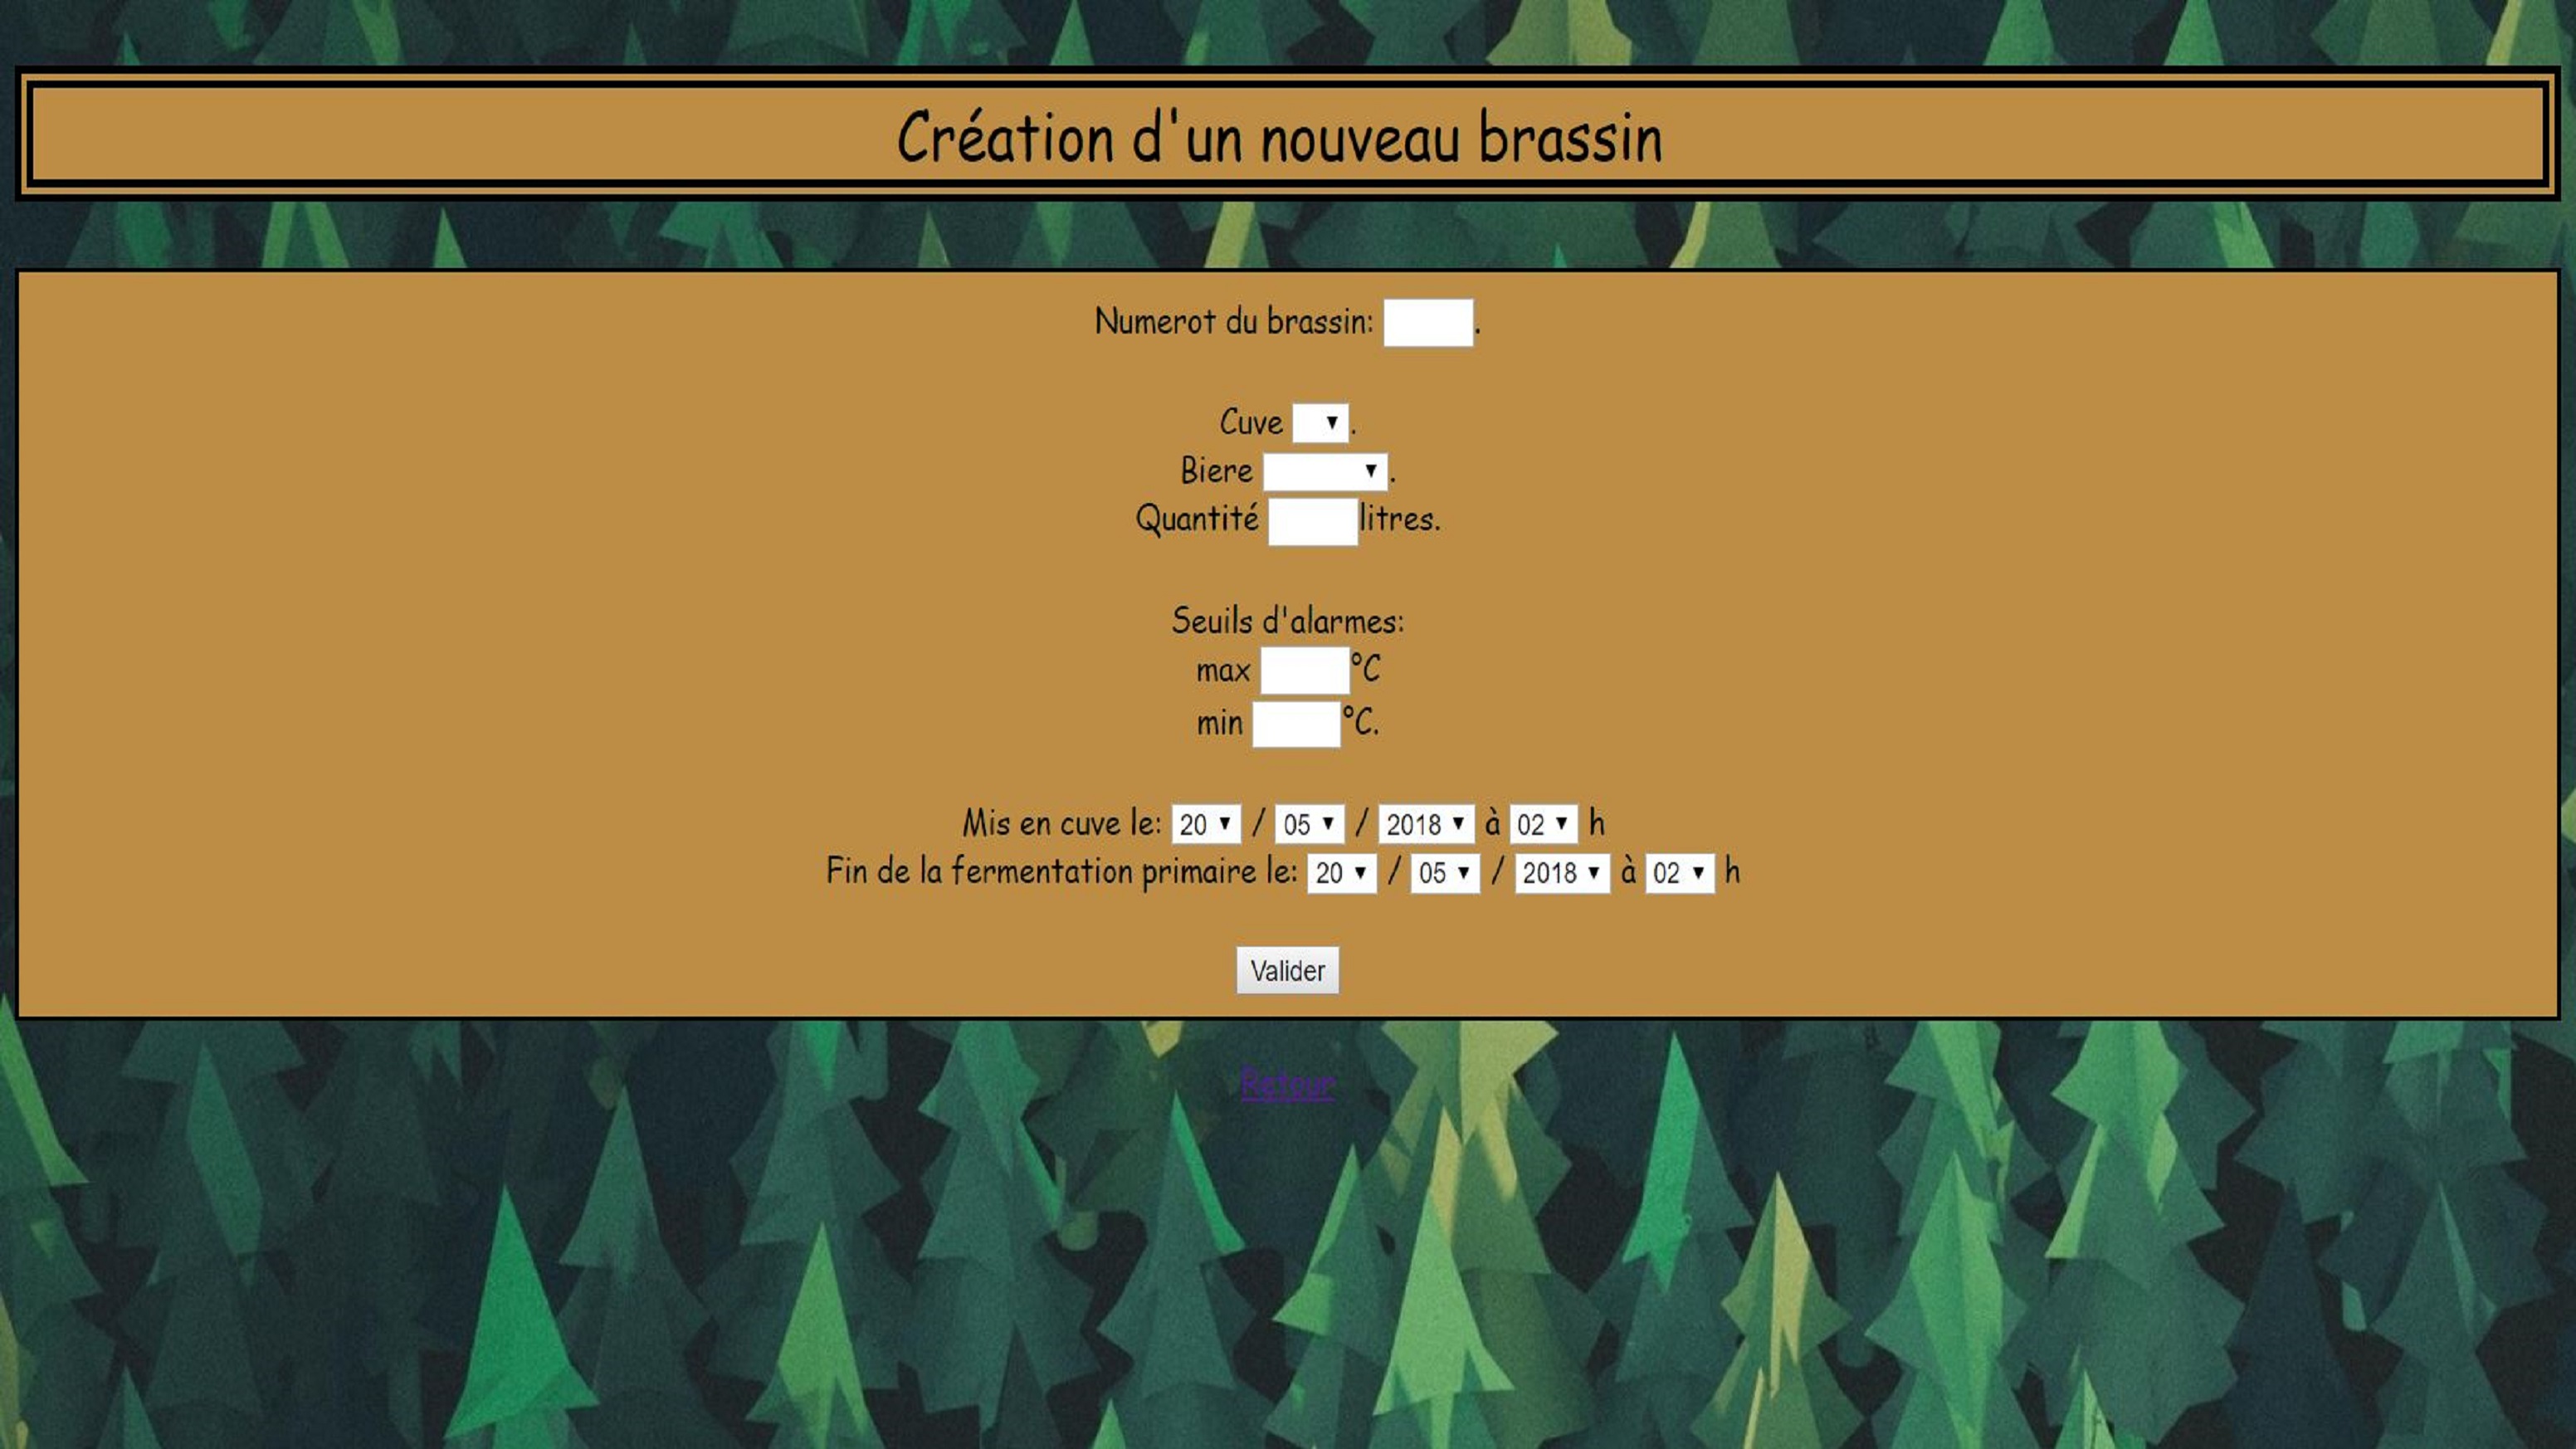 Création d'un nouveau brassin
Numerot du brassin: .
Cuve .
Biere .
Quantité litres.
Seuils d'alarmes:
max °C
min °C.
Mis en cuve le: 20 / 05 / 2018 à 02 h
Fin de la fermentation primaire le: 20 / 05 / 2018 à 02 h
Valider
Retour